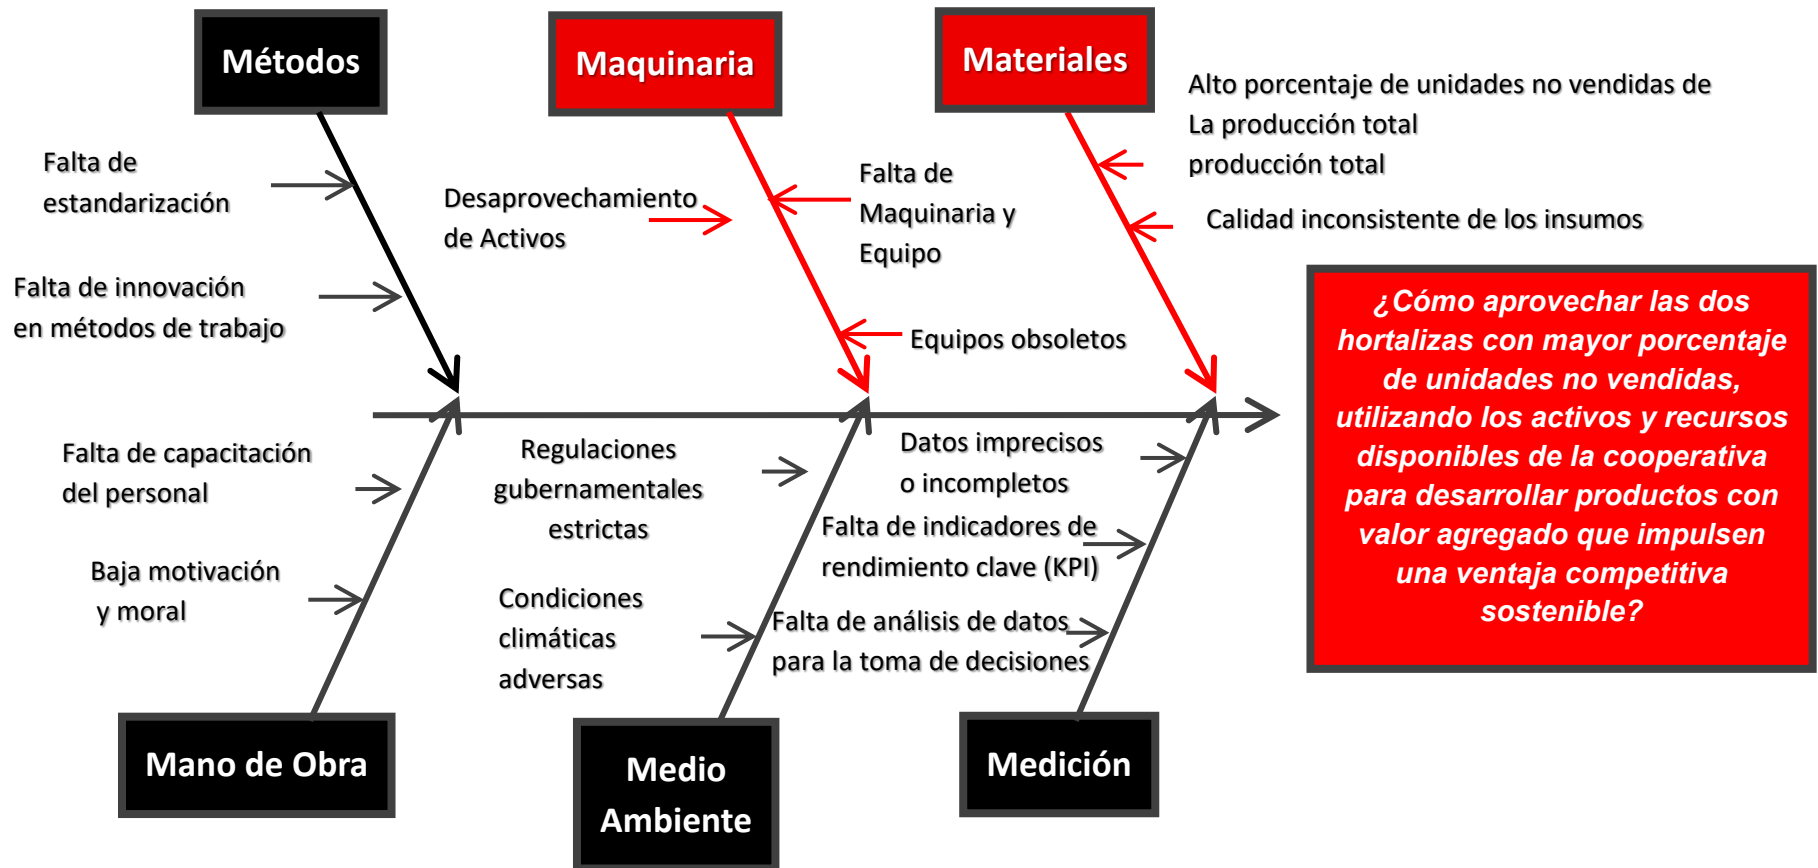 Métodos
Maquinaria
Materiales
Alto porcentaje de unidades no vendidas de
La producción total
producción total
Falta de
estandarización
Desaprovechamiento
de Activos
Falta de
Maquinaria y
Equipo
Calidad inconsistente de los insumos
Falta de innovación
en métodos de trabajo
Equipos obsoletos
¿Cómo aprovechar las dos
hortalizas con mayor porcentaje
de unidades no vendidas,
utilizando los activos y recursos
disponibles de la cooperativa
para desarrollar productos con
valor agregado que impulsen
una ventaja competitiva
sostenible?
Falta de capacitación
del personal
Regulaciones
gubernamentales
estrictas
Datos imprecisos
o incompletos
Falta de indicadores de
rendimiento clave (KPI)
Baja motivación
y moral
Condiciones
climáticas
adversas
Falta de análisis de datos
para la toma de decisiones
Mano de Obra
Medio
Ambiente
Medición